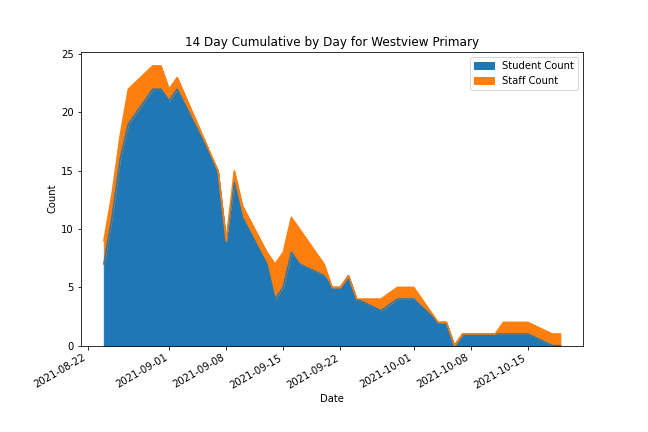 14 Day Cumulative by Day for Westview Primary
Student Count
Staff Count
25
20
15
10
5
0
Count
2021-08-22
2021-09-01
2021-09-08
2021-09-15
2021-09-22
2021-10-01
2021-10-08
2021-10-15
Date